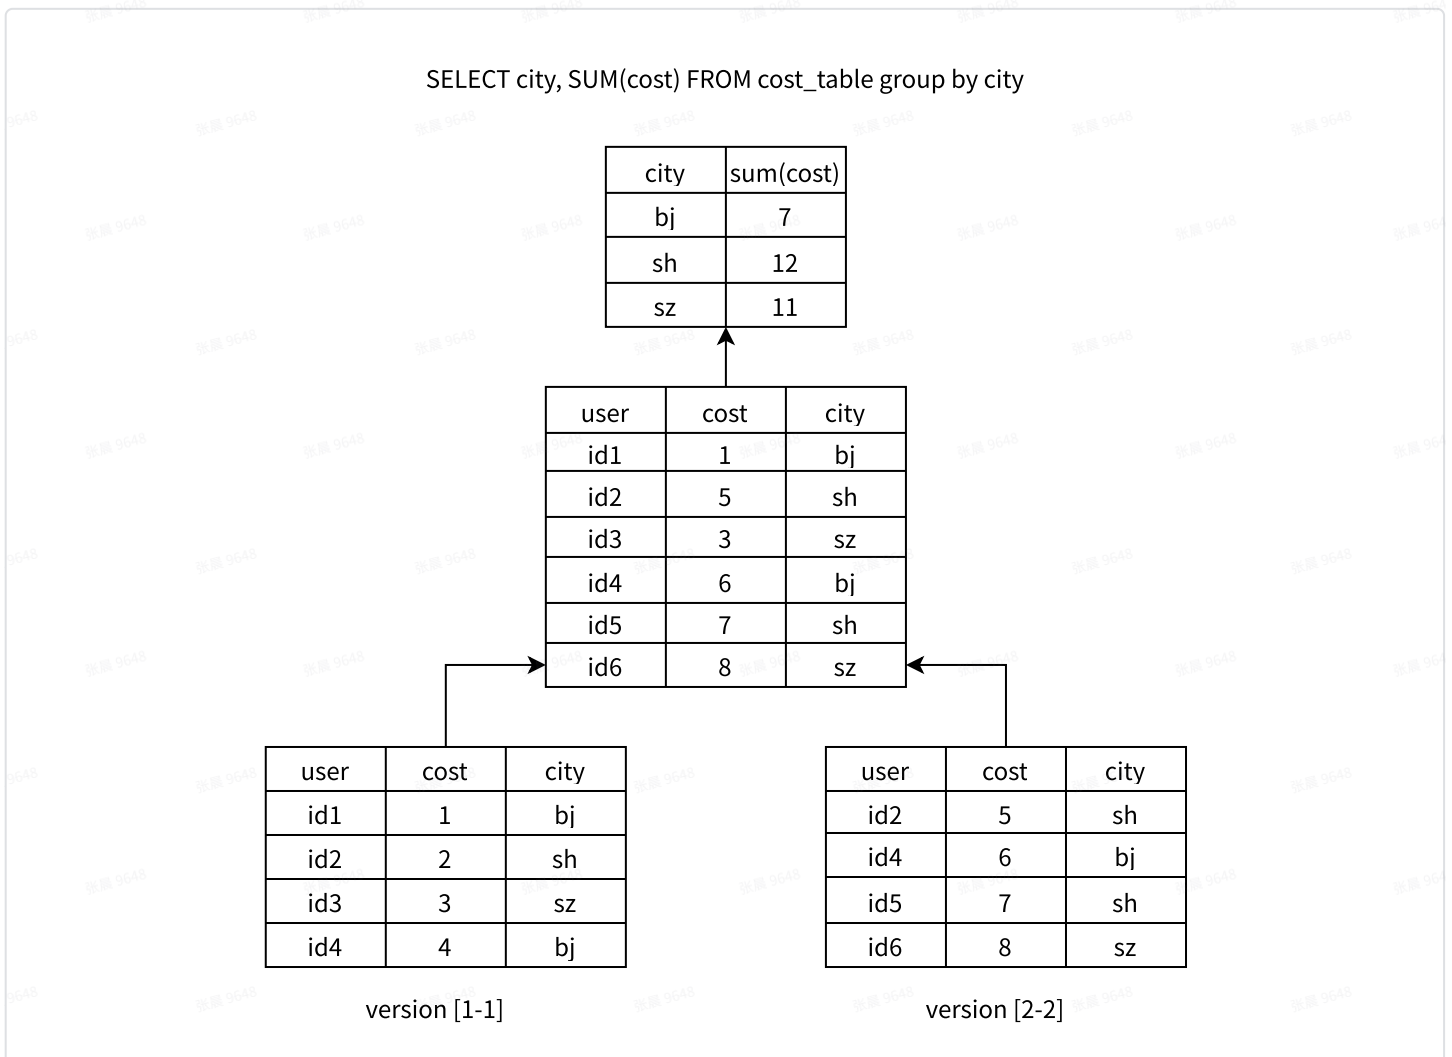 SELECT city, SUM(cost) FROM cost_table group by city
city sum(cost)
bj 7
sh 12
sz 11
user cost city
id1 1 bj
id2 5 sh
id3 3 sz
id4 6 bj
id5 7 sh
id6 8 sz
user cost city
id1 1 bj
id2 2 sh
id3 3 sz
id4 4 bj
version [1-1]
user cost city
id2 5 sh
id4 6 bj
id5 7 sh
id6 8 sz
version [2-2]
张晨 9648